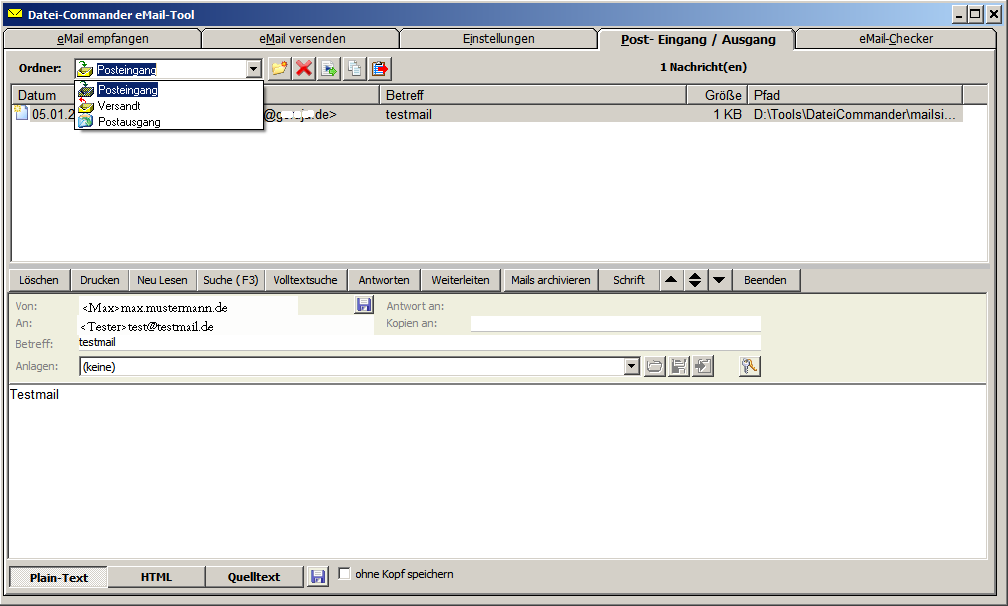 Datei-Commander eMail-Tool
eMail empfangen eMail versenden Einstellungen Post- Eingang / Ausgang eMail-Checker
Ordner: Posteingang 1 Nachricht(en)
Posteingang
Versandt
Postausgang
Datum Betreff Größe Pfad
05.01.2 .de> testmail 1 KB D:\Tools\DateiCommander\mailsi...
Löschen Drucken Neu Lesen Suche (F3) Volltextsuche Antworten Weiterleiten Mails archivieren Schrift Beenden
Von: <Max>max.mustermann.de Antwort an:
An: <Tester>test@testmail.de Kopien an:
Betreff: testmail
Anlagen: (keine)
Testmail
Plain-Text HTML Quelltext ohne Kopf speichern